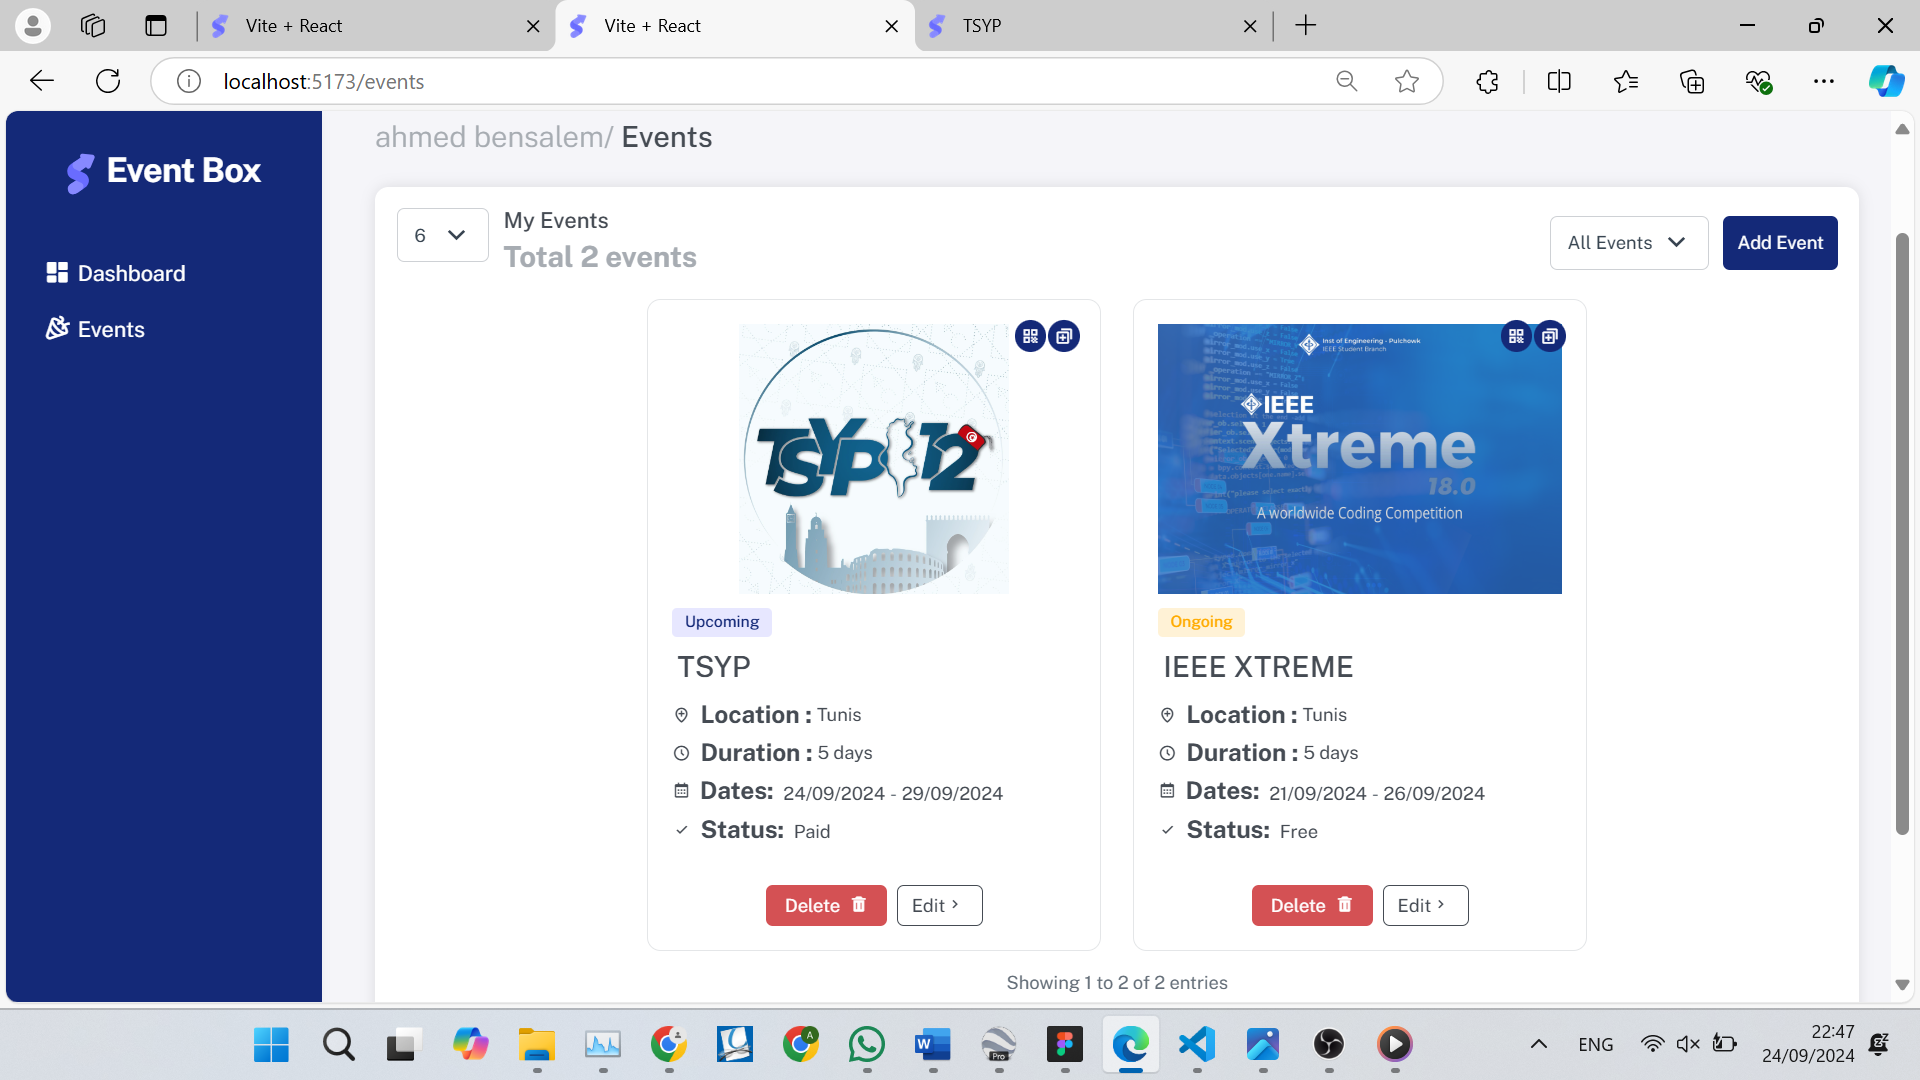 Vite + React
Vite + React
TSYP
localhost:5173/events
Event Box
Dashboard
Events
ahmed bensalem/ Events
6
My Events
Total 2 events
All Events
Add Event
TSYP 12
Upcoming
TSYP
Location : Tunis
Duration : 5 days
Dates: 24/09/2024 - 29/09/2024
Status: Paid
Delete
Edit
Inst of Engineering - Pulchowk
IEEE Student Branch
IEEE
Xtreme
18.0
A worldwide Coding Competition
Ongoing
IEEE XTREME
Location : Tunis
Duration : 5 days
Dates: 21/09/2024 - 26/09/2024
Status: Free
Delete
Edit
Showing 1 to 2 of 2 entries
A
W
Pro
ENG
22:47
24/09/2024